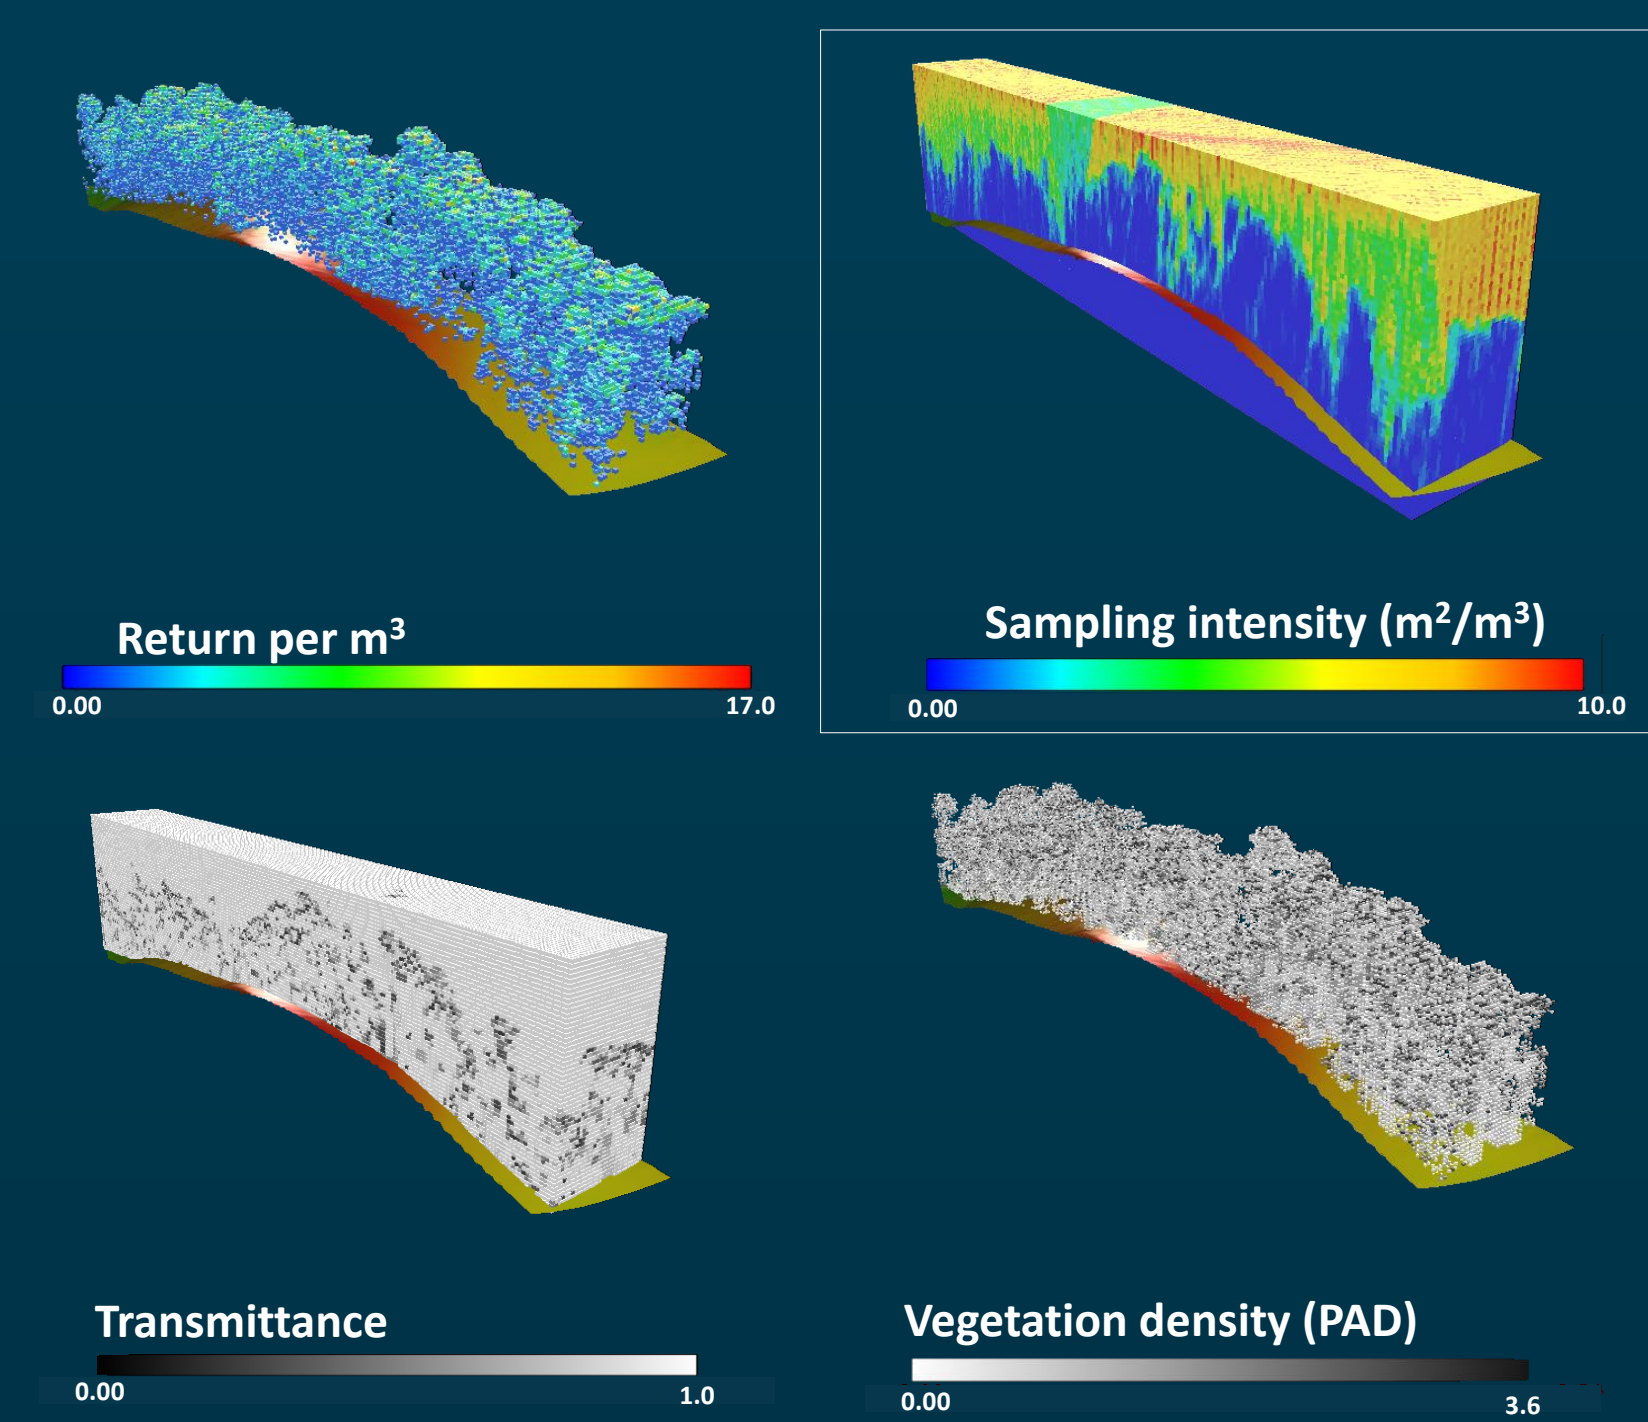 Return per m³
0.00 17.0
Sampling intensity (m²/m³)
0.00 10.0
Transmittance
0.00 1.0
Vegetation density (PAD)
0.00 3.6